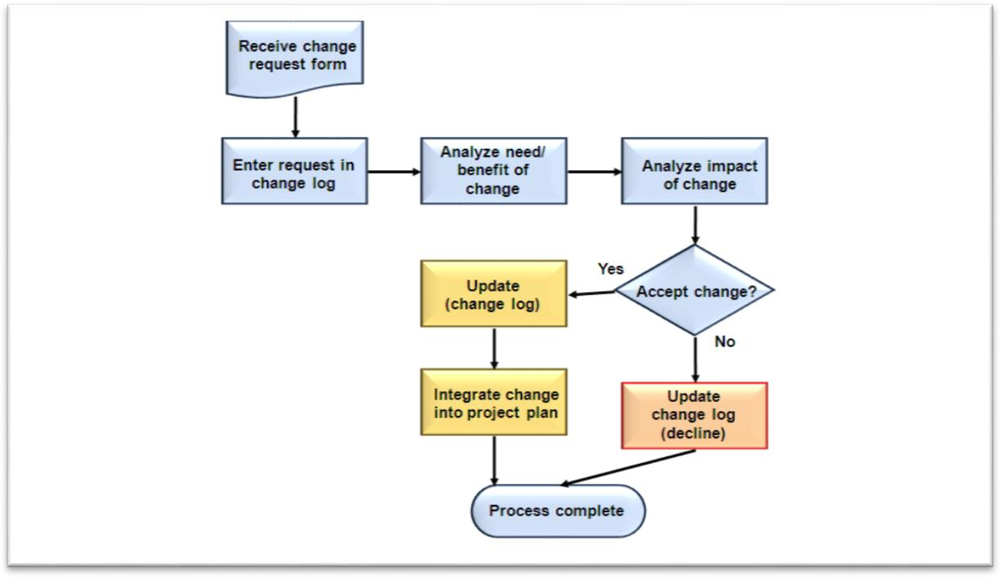 Receive change
request form
Enter request in
change log
Analyze need/
benefit of
change
Analyze impact
of change
Accept change?
Yes
No
Update
(change log)
Integrate change
into project plan
Update
change log
(decline)
Process complete